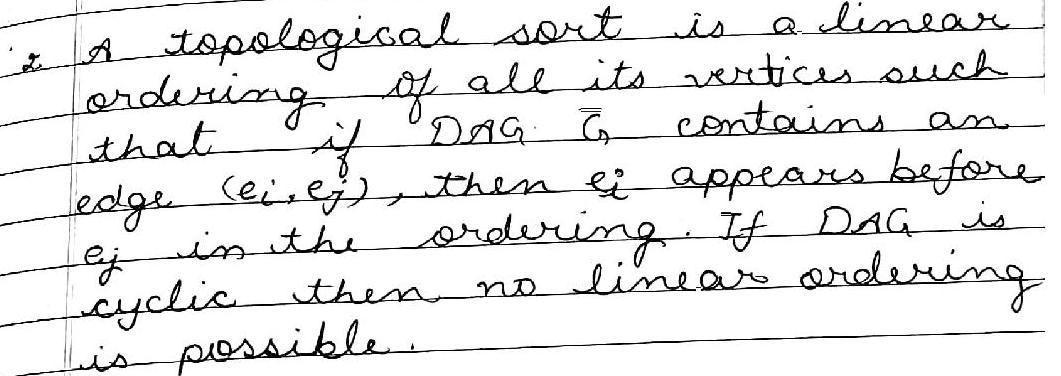 2 A topological sort is a linear
ordering of all its vertices such
that if DAG G contains an
edge (ei, ej), then ei appears before
ej in the ordering. If DAG is
cyclic then no linear ordering
is possible.